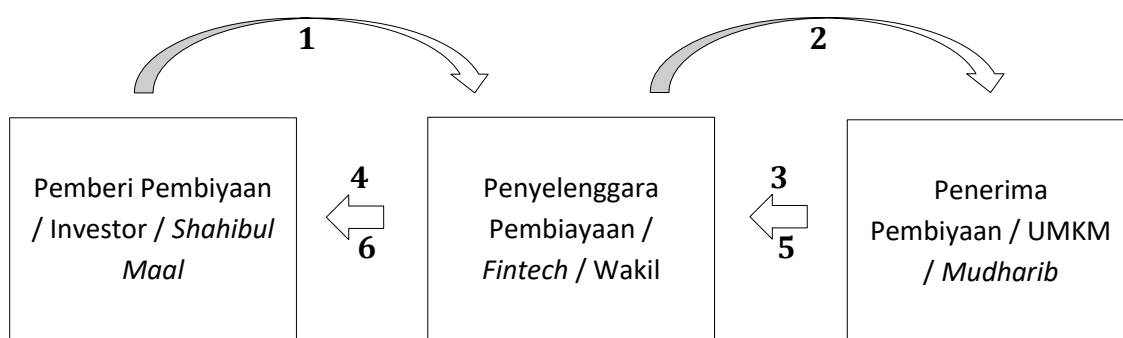 1
2
Pemberi Pembiyaan
/ Investor / Shahibul
Maal
4
6
Penyelenggara
Pembiayaan /
Fintech / Wakil
3
5
Penerima
Pembiyaan / UMKM
/ Mudharib